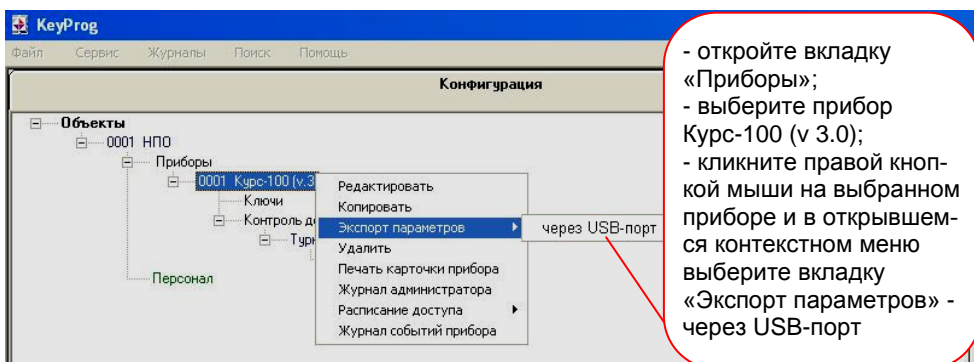 KeyProg
Файл Сервис Журналы Поиск Помощь
Конфигурация
Объекты
0001 НПО
Приборы
0001 Курс-100 (v.3
Ключи
Контроль до
Турн
Персонал
Редактировать
Копировать
Экспорт параметров
через USB-порт
Удалить
Печать карточки прибора
Журнал администратора
Расписание доступа
Журнал событий прибора
- откройте вкладку
«Приборы»;
- выберите прибор
Курс-100 (v 3.0);
- кликните правой кноп-
кой мыши на выбранном
приборе и в открывшем-
ся контекстном меню
выберите вкладку
«Экспорт параметров» -
через USB-порт